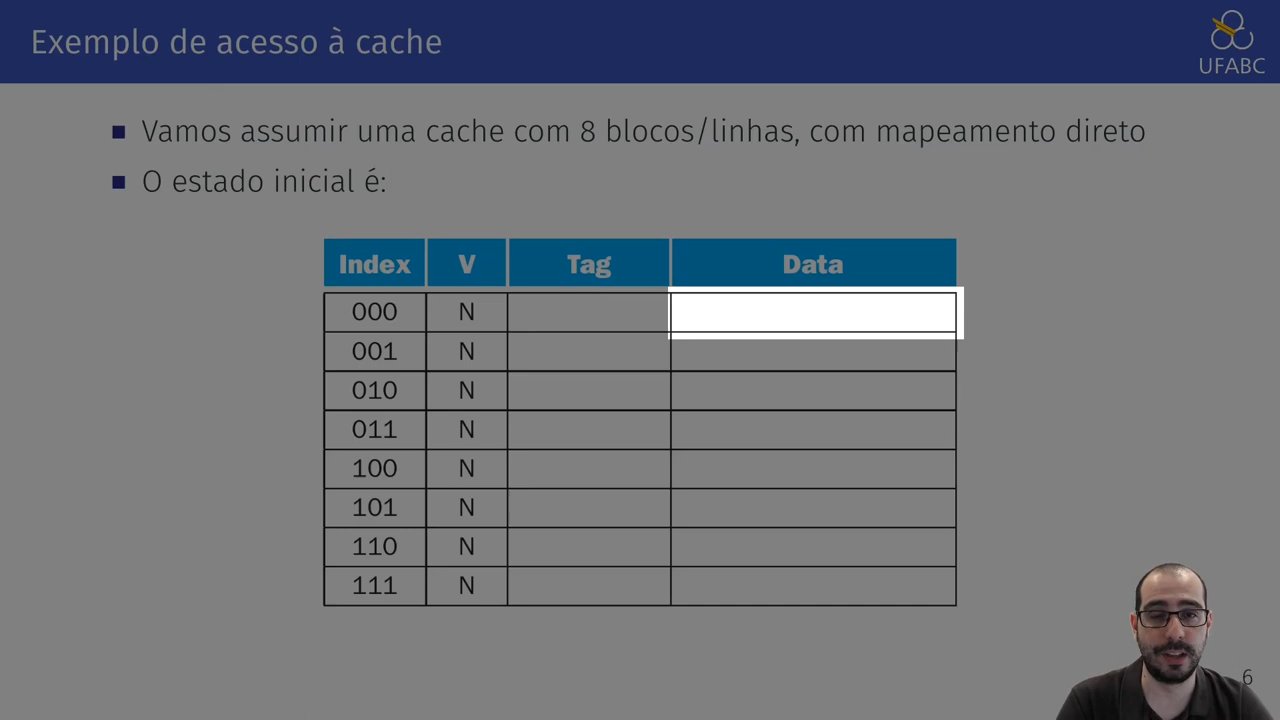 Exemplo de acesso à cache
UFABC
Vamos assumir uma cache com 8 blocos/linhas, com mapeamento direto
O estado inicial é:
Index V Tag Data
000 N
001 N
010 N
011 N
100 N
101 N
110 N
111 N
6